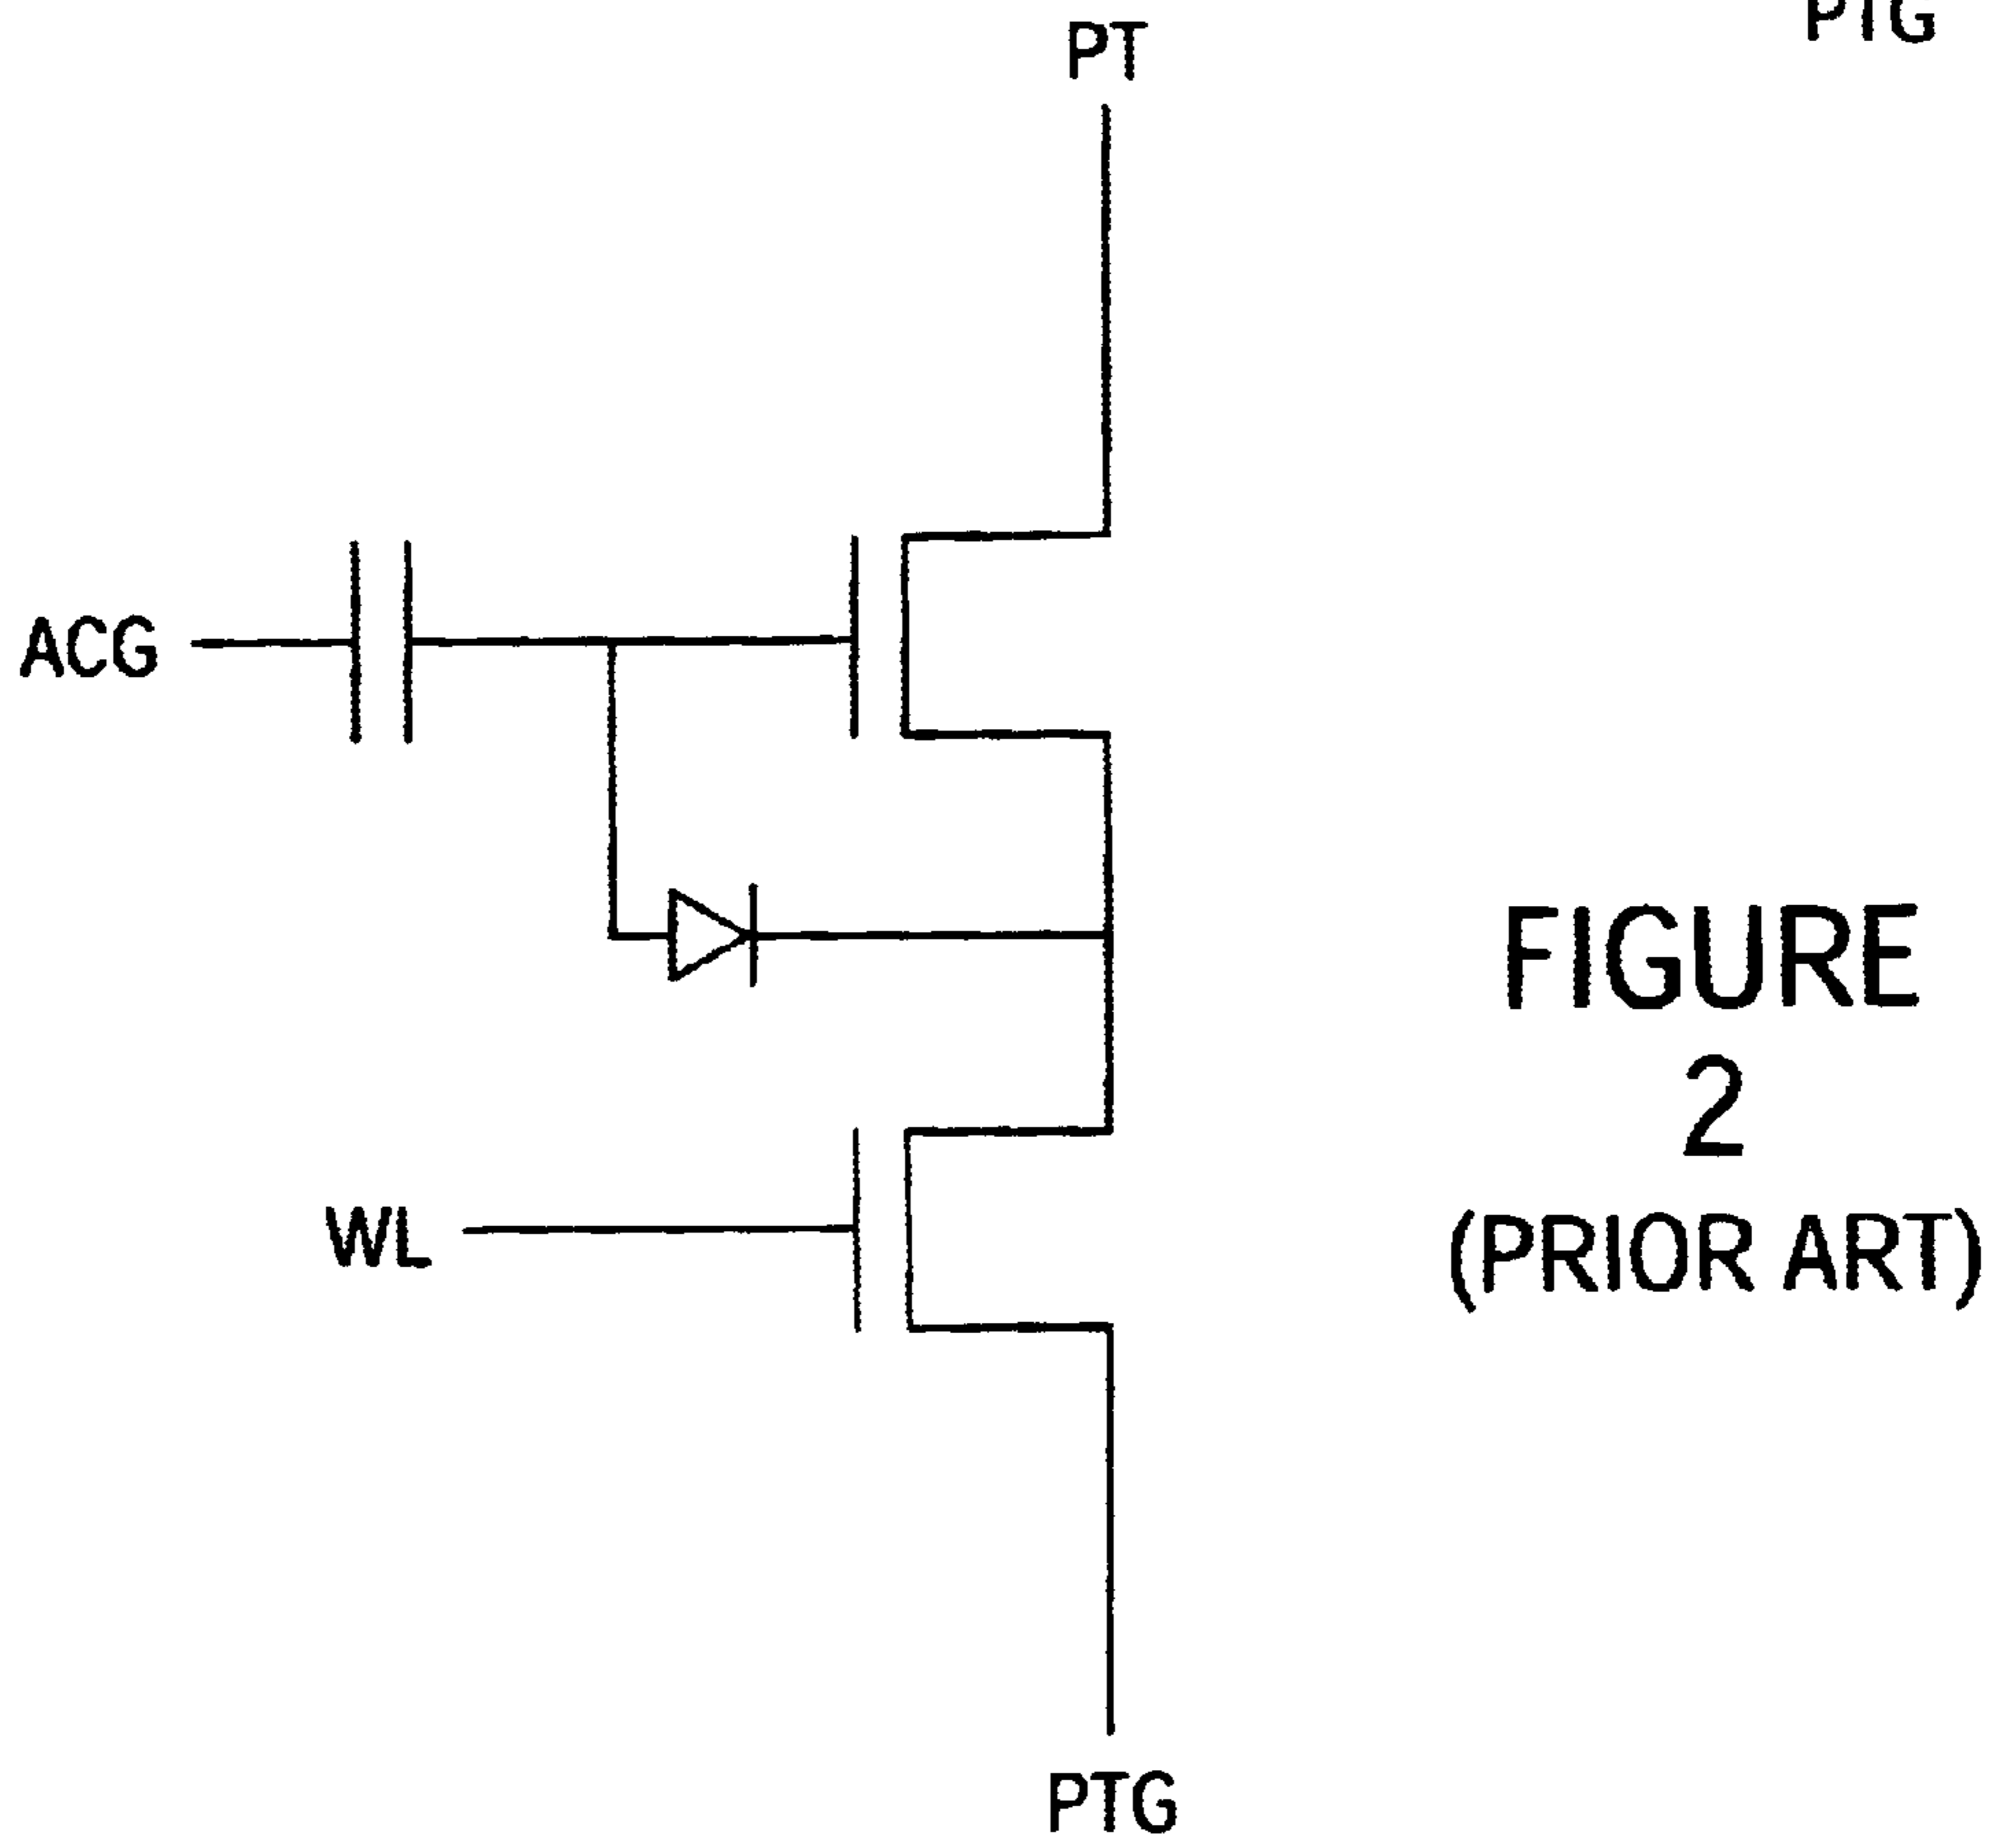 PTG
PT
ACG
FIGURE
2
(PRIOR ART)
WL
PTG